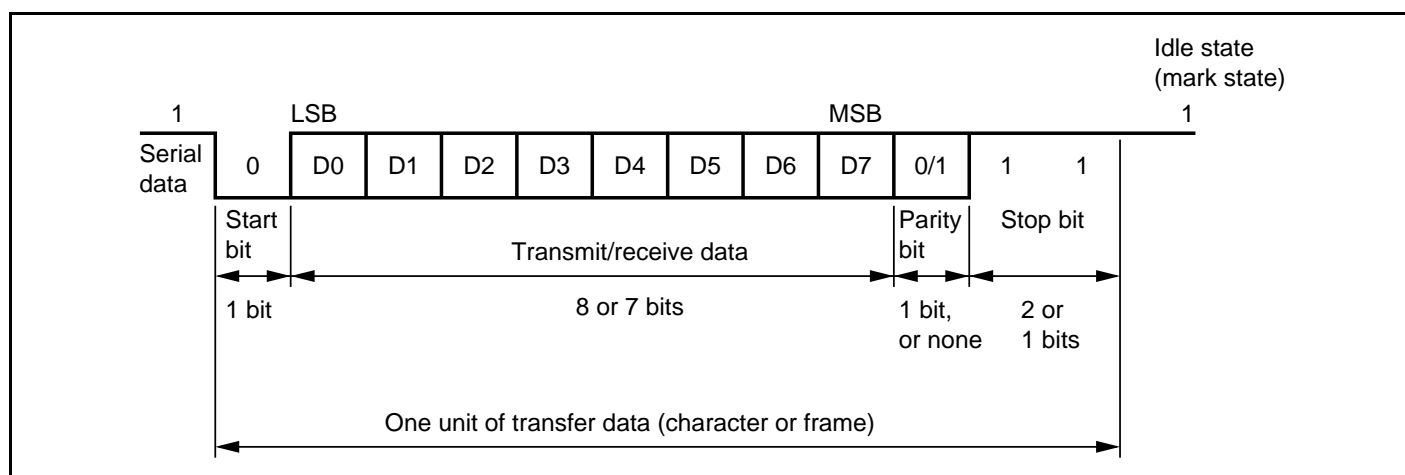 Idle state
(mark state)
1 LSB MSB 1
Serial
data
0 D0 D1 D2 D3 D4 D5 D6 D7 0/1 1 1
Start
bit
Transmit/receive data
Parity
bit
Stop bit
1 bit
8 or 7 bits
1 bit,
or none
2 or
1 bits
One unit of transfer data (character or frame)